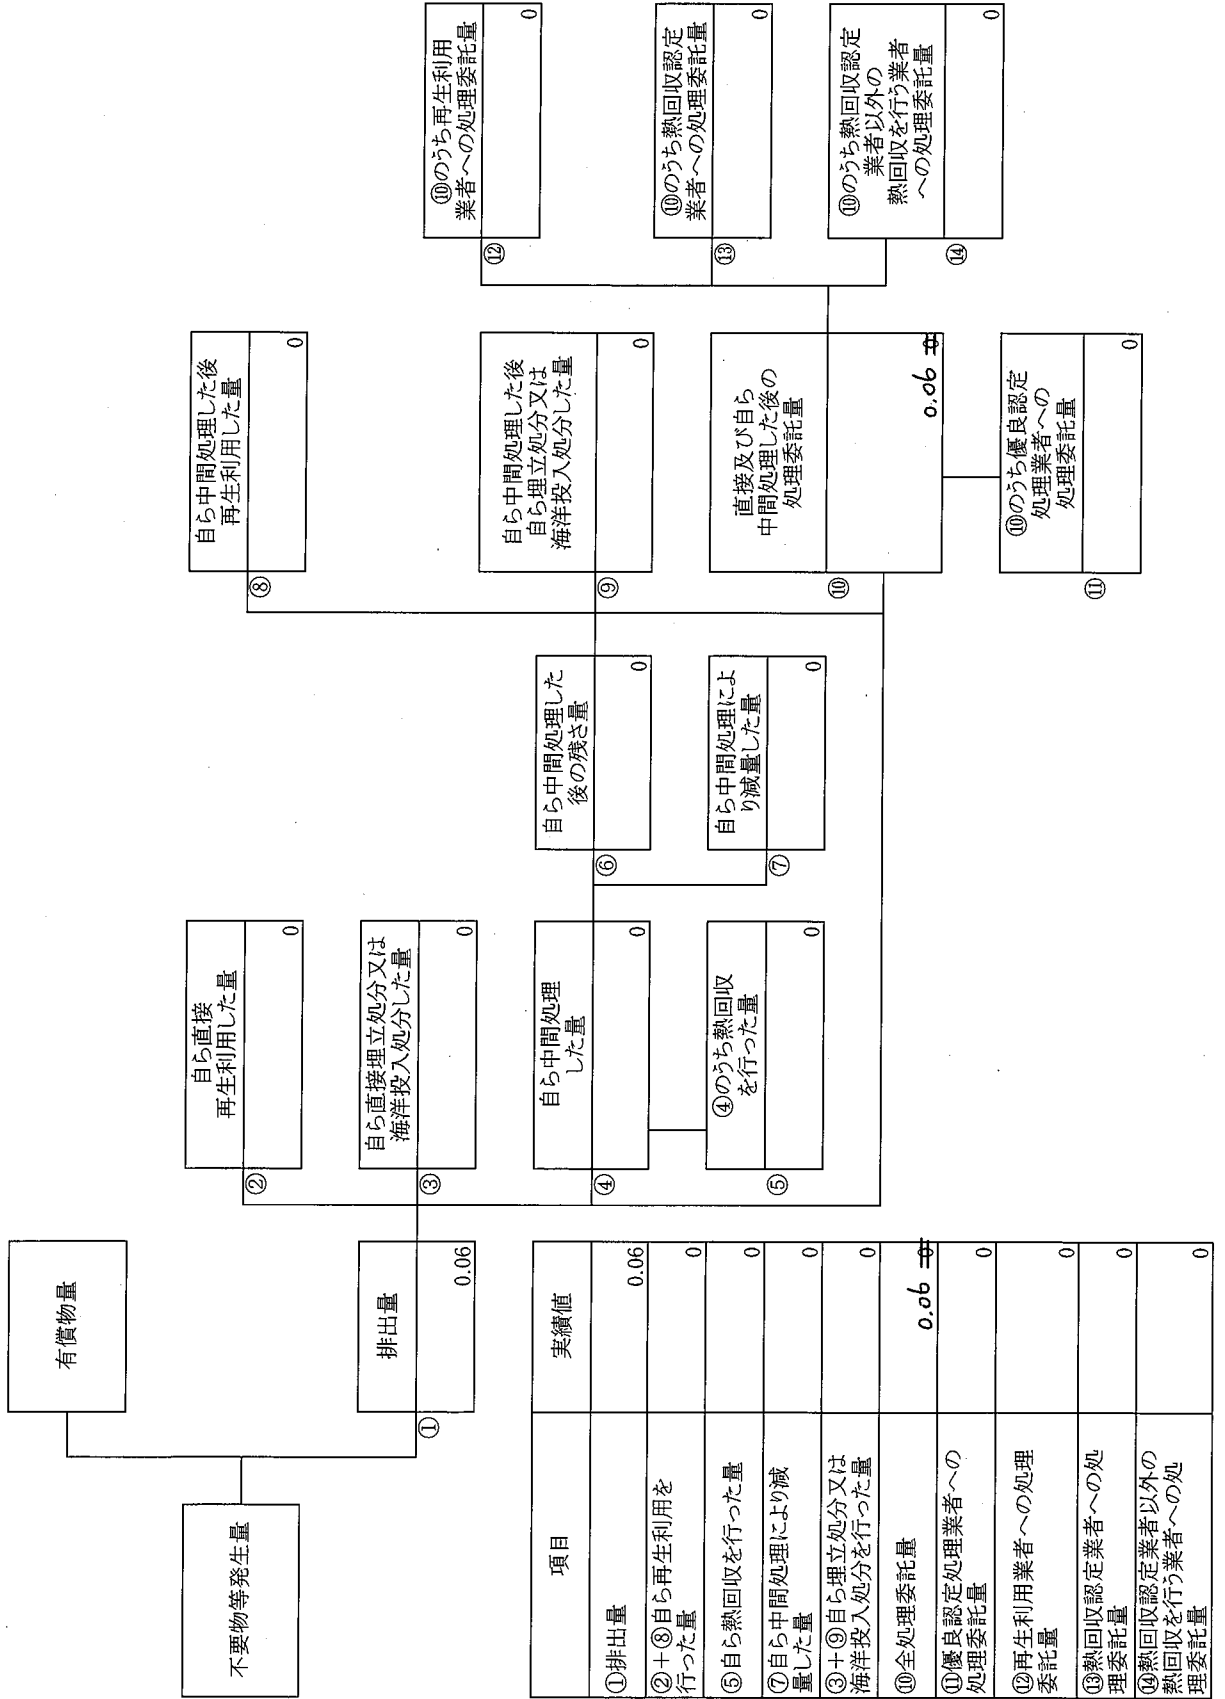 不要物等発生量
有償物量
①
排出量
0.06
②
自ら直接
再生利用した量
0
③
自ら直接埋立処分又は
海洋投入処分した量
0
④
自ら中間処理
した量
0
⑤
④のうち熱回収
を行った量
0
⑥
自ら中間処理した
後の残さ量
0
⑦
自ら中間処理によ
り減量した量
0
⑧
自ら中間処理した後
再生利用した量
0
⑨
自ら中間処理した後
自ら埋立処分又は
海洋投入処分した量
0
⑩
直接及び自ら
中間処理した後の
処理委託量
0.06 0
⑪
⑩のうち優良認定
処理業者への
処理委託量
0
⑫
⑩のうち再生利用
業者への処理委託量
0
⑬
⑩のうち熱回収認定
業者への処理委託量
0
⑭
⑩のうち熱回収認定
業者以外の
熱回収を行う業者
への処理委託量
0
項目 実績値
①排出量 0.06
②+⑧自ら再生利用を
行った量 0
⑤自ら熱回収を行った量 0
⑦自ら中間処理により減
量した量 0
③+⑨自ら埋立処分又は
海洋投入処分を行った量 0
⑩全処理委託量 0.06 0
⑪優良認定処理業者への
処理委託量 0
⑫再生利用業者への処理
委託量 0
⑬熱回収認定業者への処
理委託量 0
⑭熱回収認定業者以外の
熱回収を行う業者への処
理委託量 0